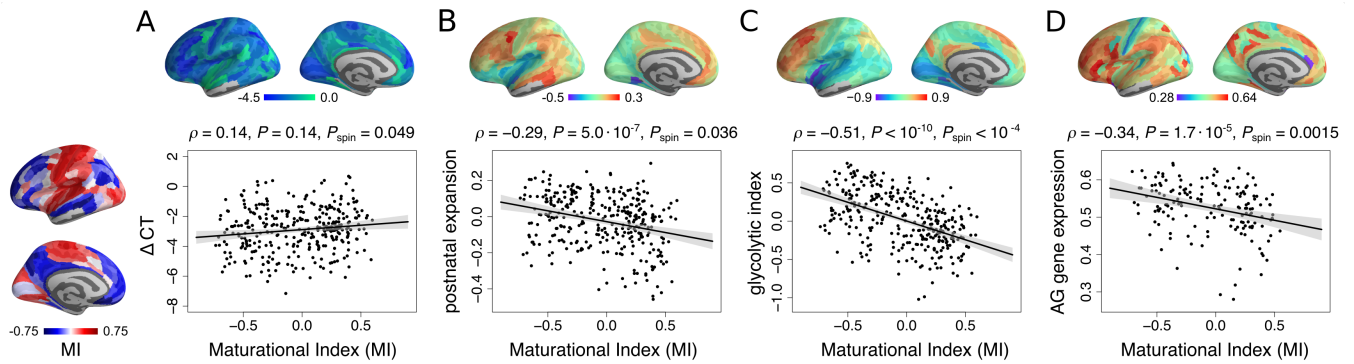 A
B
C
D
-4.5 0.0
-0.5 0.3
-0.9 0.9
0.28 0.64
ρ = 0.14, P = 0.14, Pspin = 0.049
ρ = −0.29, P = 5.0 · 10-7, Pspin = 0.036
ρ = −0.51, P < 10-10, Pspin < 10-4
ρ = −0.34, P = 1.7 · 10-5, Pspin = 0.0015
-0.75 0.75
MI
Δ CT
2
0
−2
−4
−6
−8
−0.5 0.0 0.5
Maturational Index (MI)
postnatal expansion
0.2
0.0
−0.2
−0.4
−0.5 0.0 0.5
Maturational Index (MI)
glycolytic index
0.5
0.0
−0.5
−1.0
−0.5 0.0 0.5
Maturational Index (MI)
AG gene expression
0.6
0.5
0.4
0.3
−0.5 0.0 0.5
Maturational Index (MI)